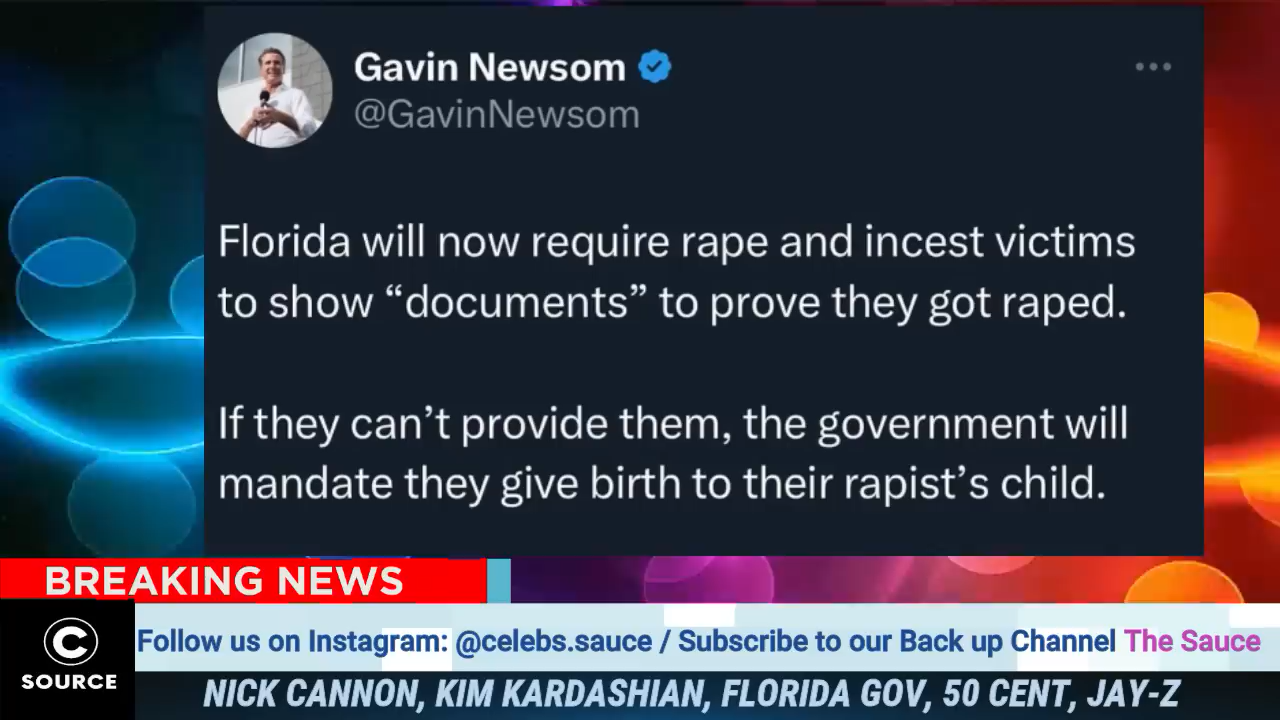 Gavin Newsom
@GavinNewsom
Florida will now require rape and incest victims
to show “documents” to prove they got raped.
If they can’t provide them, the government will
mandate they give birth to their rapist’s child.
BREAKING NEWS
C
SOURCE
Follow us on Instagram: @celebs.sauce / Subscribe to our Back up Channel The Sauce
NICK CANNON, KIM KARDASHIAN, FLORIDA GOV, 50 CENT, JAY-Z